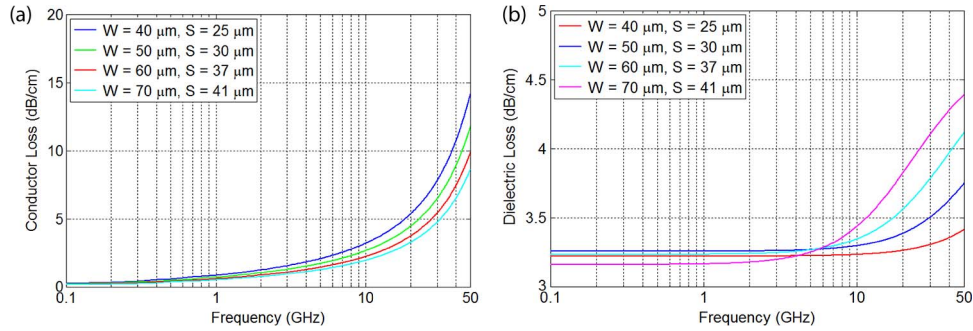 (a)
20
15
10
5
0
Conductor Loss (dB/cm)
W = 40 μm, S = 25 μm
W = 50 μm, S = 30 μm
W = 60 μm, S = 37 μm
W = 70 μm, S = 41 μm
0.1
1
10
50
Frequency (GHz)
(b)
5
4.5
4
3.5
3
Dielectric Loss (dB/cm)
W = 40 μm, S = 25 μm
W = 50 μm, S = 30 μm
W = 60 μm, S = 37 μm
W = 70 μm, S = 41 μm
0.1
1
10
50
Frequency (GHz)